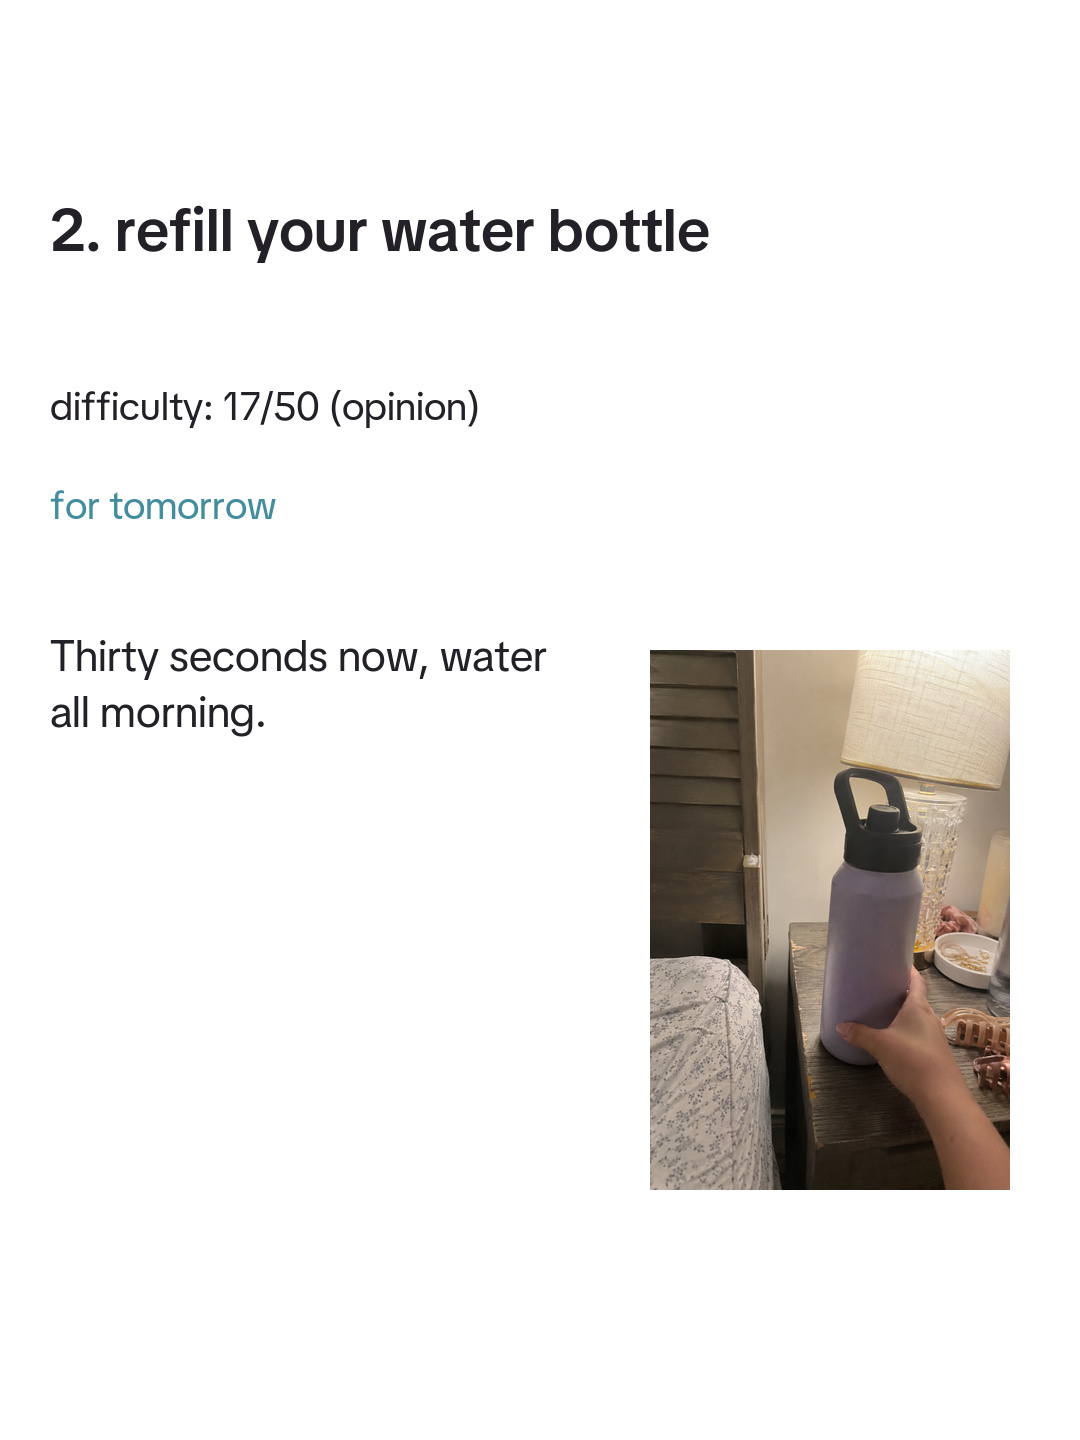 2. refill your water bottle
difficulty: 17/50 (opinion)
for tomorrow
Thirty seconds now, water
all morning.